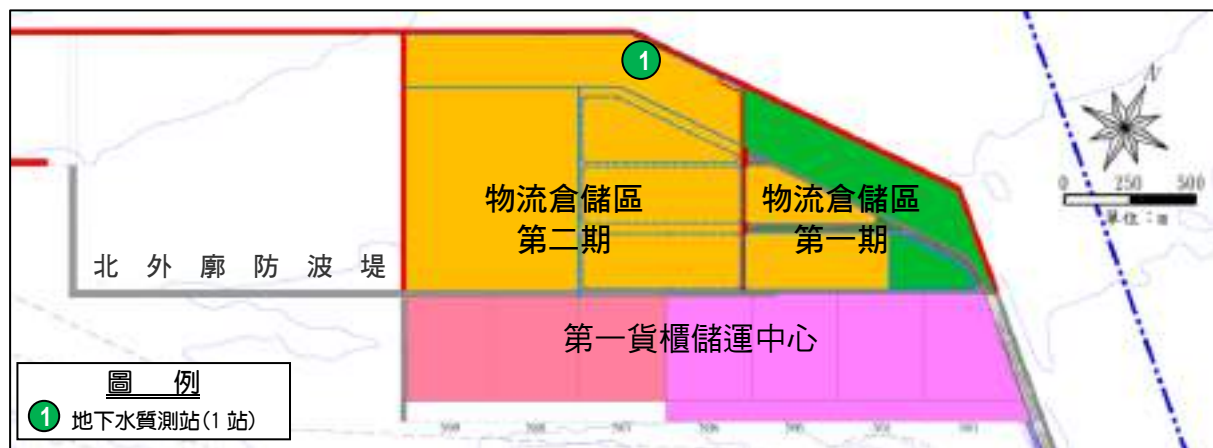 1
N
0 250 500
單位：m
物流倉儲區
第二期
物流倉儲區
第一期
北外廓防波堤
第一貨櫃儲運中心
圖 例
1 地下水質測站(1 站)